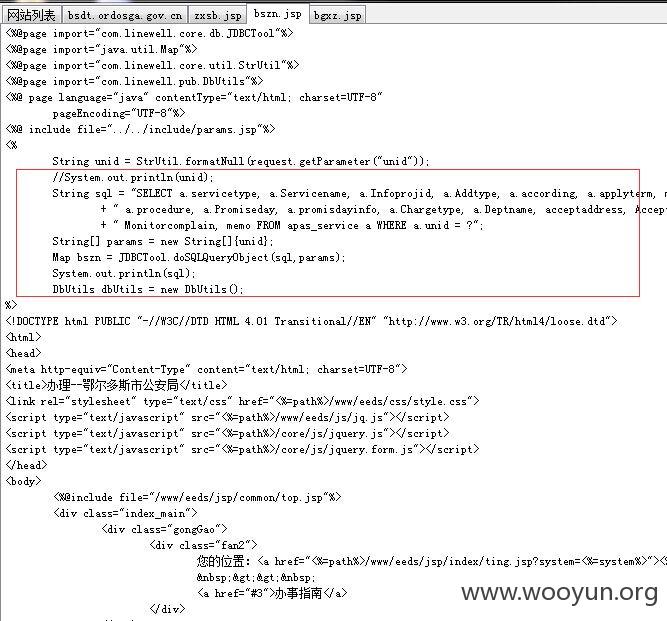 网站列表 bsdt.ordosga.gov.cn zxsb.jsp bszn.jsp bgxz.jsp
<%@page import="com.linewell.core.db.JDBCTool"%>
<%@page import="java.util.Map"%>
<%@page import="com.linewell.core.util.StrUtil"%>
<%@page import="com.linewell.pub.DbUtils"%>
<%@ page language="java" contentType="text/html; charset=UTF-8"
pageEncoding="UTF-8"%>
<%@ include file="../../include/params.jsp"%>
<%
String unid = StrUtil.formatNull(request.getParameter("unid"));
//System.out.println(unid);
String sql = "SELECT a.servicetype, a.Servicename, a.Infoprojid, a.Addtype, a.according, a.applyterm,
+ " a.procedure, a.Promiseday, a.promisdayinfo, a.Chargetype, a.Deptname, acceptaddress, Accep
+ " Monitorcomplain, memo FROM apas_service a WHERE a.unid = ?";
String[] params = new String[]{unid};
Map bszn = JDBCTool.doSQLQueryObject(sql,params);
System.out.println(sql);
DbUtils dbUtils = new DbUtils();
%>
<!DOCTYPE html PUBLIC "-//W3C//DTD HTML 4.01 Transitional//EN" "http://www.w3.org/TR/html4/loose.dtd">
<html>
<head>
<meta http-equiv="Content-Type" content="text/html; charset=UTF-8">
<title>办理--鄂尔多斯市公安局</title>
<link rel="stylesheet" type="text/css" href="<%=path%>/www/eeds/css/style.css">
<script type="text/javascript" src="<%=path%>/www/eeds/js/jq.js"></script>
<script type="text/javascript" src="<%=path%>/core/js/jquery.js"></script>
<script type="text/javascript" src="<%=path%>/core/js/jquery.form.js"></script>
</head>
<body>
<%@include file="/www/eeds/jsp/common/top.jsp"%>
<div class="index_main">
<div class="gongGao">
<div class="fan2">
您的位置：<a href="<%=path%>/www/eeds/jsp/index/ting.jsp?system=<%=system%>"><
&nbsp;&gt;&gt;&nbsp;
<a href="#3">办事指南</a>
</div>
www.wooyun.org